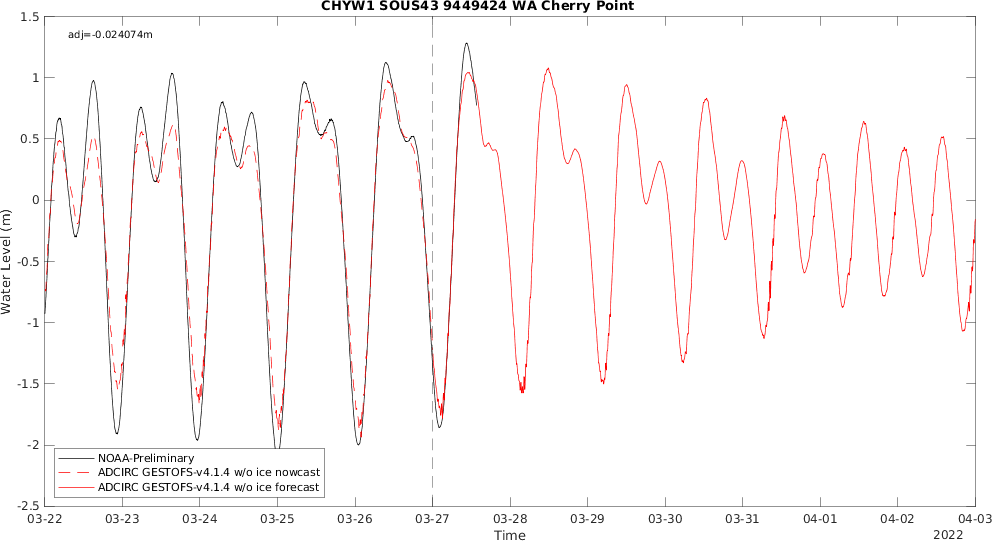 CHYW1 SOUS43 9449424 WA Cherry Point
adj=-0.024074m
1.5
1
0.5
0
-0.5
-1
-1.5
-2
-2.5
Water Level (m)
NOAA-Preliminary
ADCIRC GESTOFS-v4.1.4 w/o ice nowcast
ADCIRC GESTOFS-v4.1.4 w/o ice forecast
03-22 03-23 03-24 03-25 03-26 03-27 03-28 03-29 03-30 03-31 04-01 04-02 04-03
Time
2022